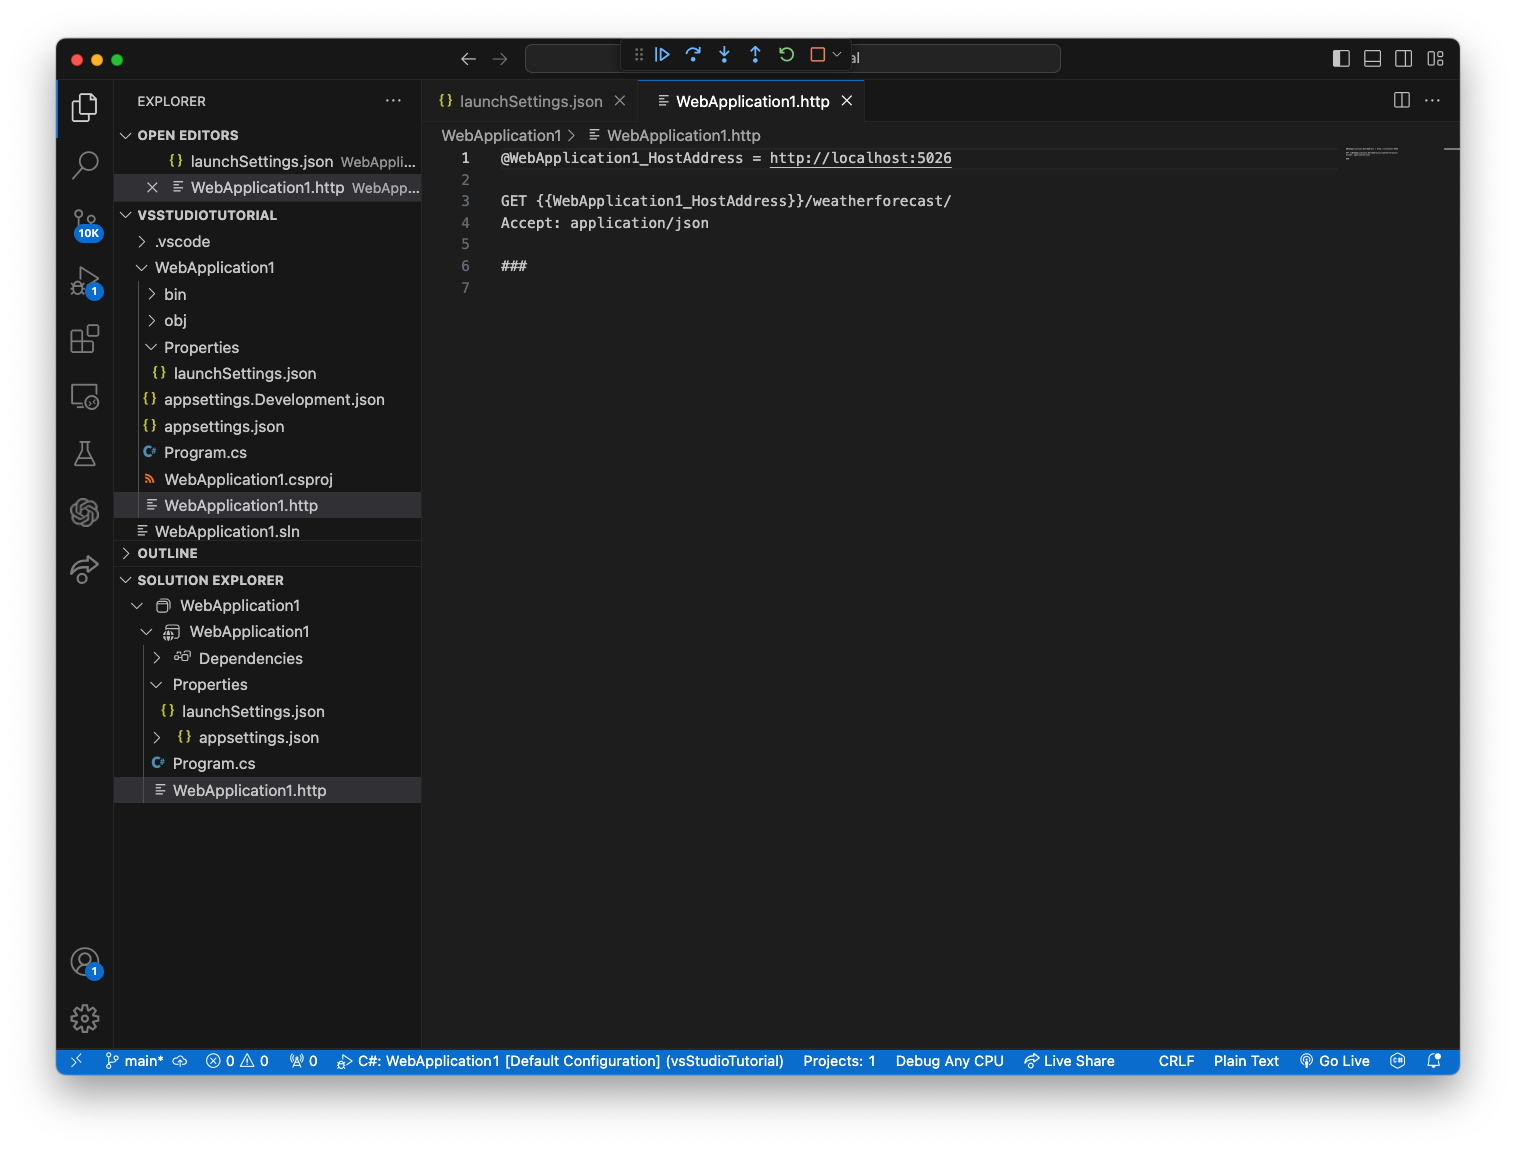 al
EXPLORER
launchSettings.json
WebApplication1.http
OPEN EDITORS
launchSettings.json WebAppli...
WebApplication1.http WebApp...
VSSTUDIOTUTORIAL
.vscode
WebApplication1
bin
obj
Properties
launchSettings.json
appsettings.Development.json
appsettings.json
Program.cs
WebApplication1.csproj
WebApplication1.http
WebApplication1.sln
OUTLINE
SOLUTION EXPLORER
WebApplication1
WebApplication1
Dependencies
Properties
launchSettings.json
appsettings.json
Program.cs
WebApplication1.http
10K
1
1
WebApplication1 > WebApplication1.http
1 @WebApplication1_HostAddress = http://localhost:5026
2
3 GET {{WebApplication1_HostAddress}}/weatherforecast/
4 Accept: application/json
5
6 ###
7
main* 0 0 0 C#: WebApplication1 [Default Configuration] (vsStudioTutorial) Projects: 1 Debug Any CPU Live Share CRLF Plain Text Go Live